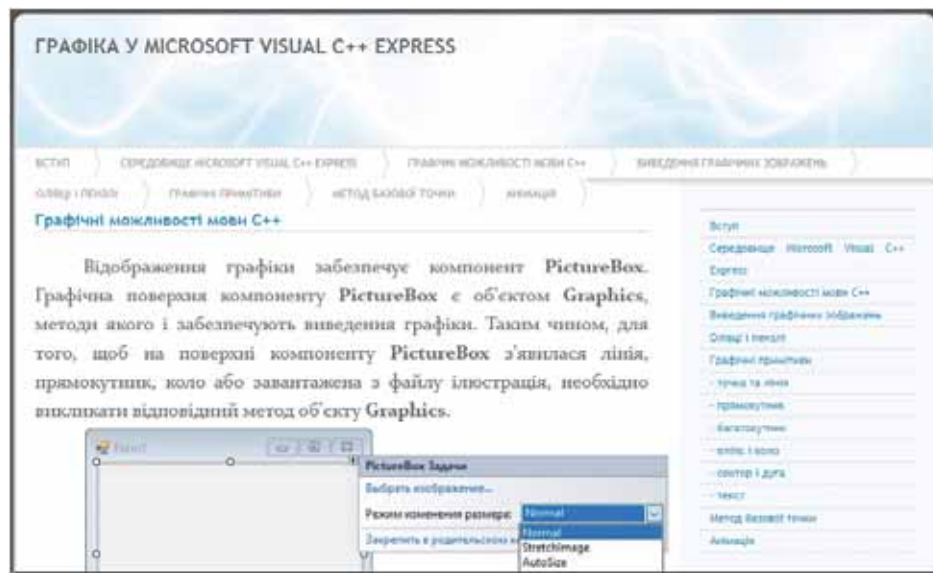 ГРАФІКА У MICROSOFT VISUAL C++ EXPRESS
ВСТУП
СЕРЕДОВИЩЕ MICROSOFT VISUAL C++ EXPRESS
ГРАФІЧНІ МОЖЛИВОСТІ МОВИ C++
ВИВЕДЕННЯ ГРАФІЧНИХ ЗОБРАЖЕНЬ
ОЛІВЦІ І ПЕНЗЛІ
ГРАФІЧНІ ПРИМІТИВИ
МЕТОД БАЗОВОЇ ТОЧКИ
АНІМАЦІЯ
Графічні можливості мови C++
Відображення графіки забезпечує компонент PictureBox.
Графічна поверхня компоненту PictureBox є об'єктом Graphics,
методи якого і забезпечують виведення графіки. Таким чином, для
того, щоб на поверхні компоненту PictureBox з'явилася лінія,
прямокутник, коло або завантажена з файлу ілюстрація, необхідно
викликати відповідний метод об'єкту Graphics.
Form1
PictureBox Задачи
Выбрать изображение...
Режим изменения размера: Normal
Закрепить в родительском
Normal
StretchImage
AutoSize
Вступ
Середовище Microsoft Visual C++
Express
Графічні можливості мови C++
Виведення графічних зображень
Олівці і пензлі
Графічні примітиви
- точка та лінія
- прямокутник
- багатокутник
- еліпс і коло
- сектор і дуга
- текст
Метод базової точки
Анімація